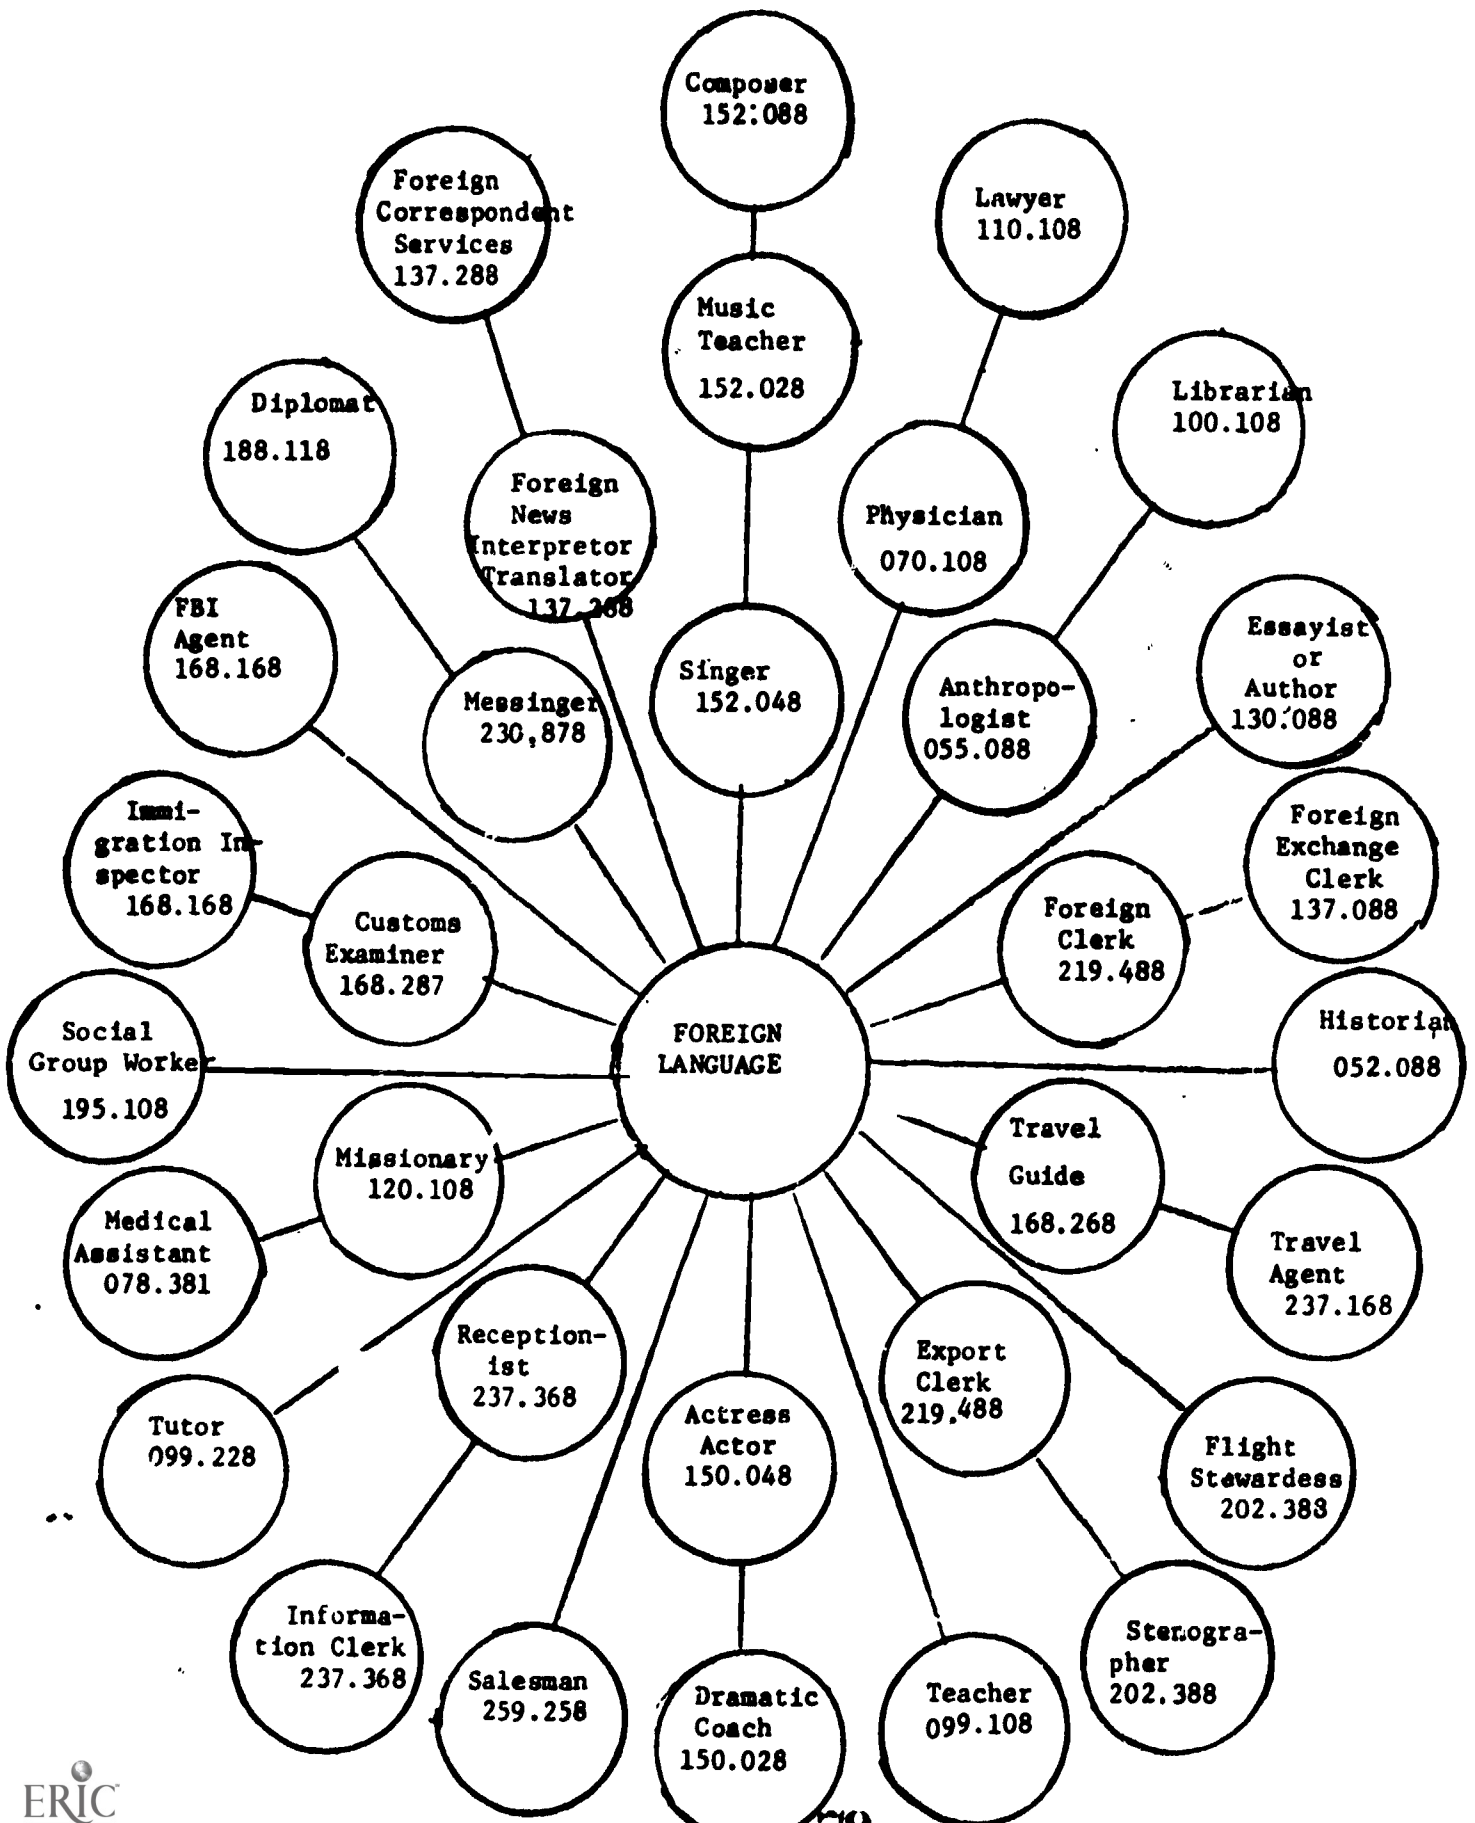 Composer
152.088
Foreign
Correspondent
Services
137.288
Lawyer
110.108
Music
Teacher
152.028
Diplomat
188.118
Librarian
100.108
Foreign
News
Interpretor
Translator
137.288
Physician
070.108
FBI
Agent
168.168
Essayist
or
Author
130.088
Messinger
230,878
Singer
152.048
Anthropo-
logist
055.088
Immi-
gration In-
spector
168.168
Foreign
Exchange
Clerk
137.088
Customs
Examiner
168.287
Foreign
Clerk
219.488
Social
Group Worker
195.108
FOREIGN
LANGUAGE
Historian
052.088
Missionary
120.108
Travel
Guide
168.268
Medical
Assistant
078.381
Travel
Agent
237.168
Reception-
ist
237.368
Export
Clerk
219.488
Tutor
099.228
Actress
Actor
150.048
Flight
Stewardess
202.388
Informa-
tion Clerk
237.368
Salesman
259.258
Dramatic
Coach
150.028
Teacher
099.108
Stenogra-
pher
202.388
ERIC